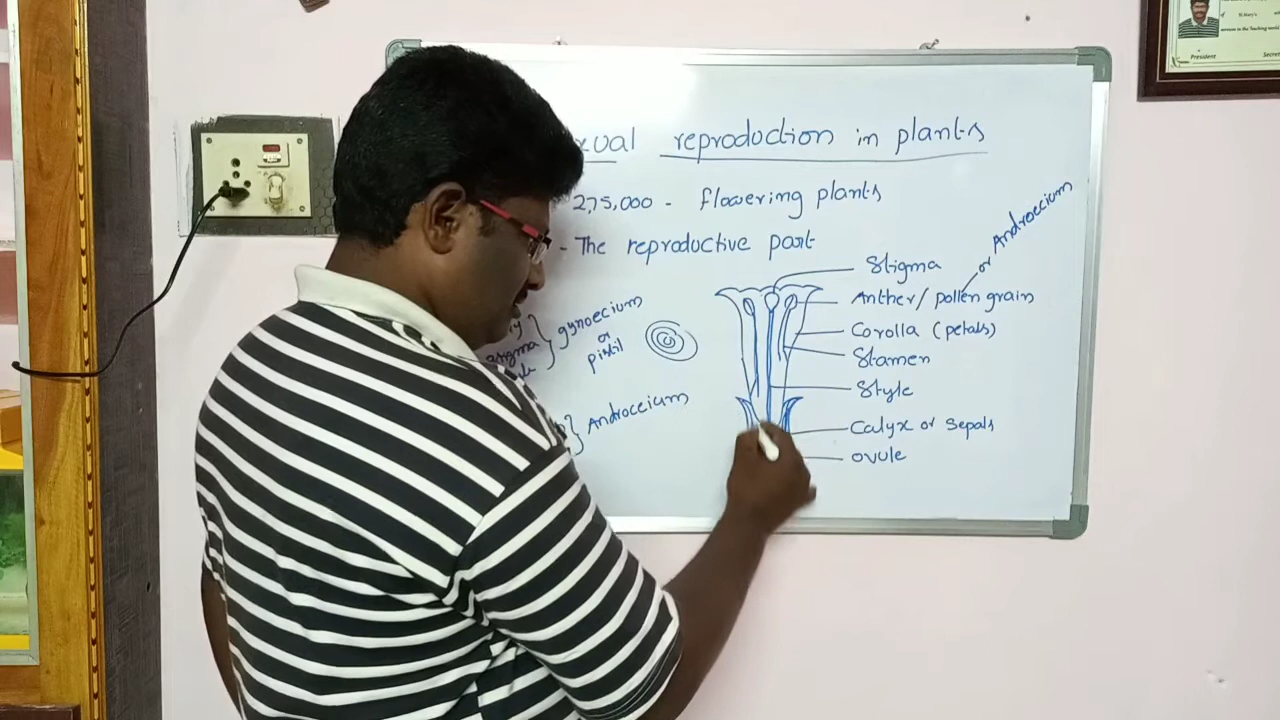 reproduction in plants
275,000 - flowering plants
- The reproductive part
or Androecium
Stigma
Anther/pollen grain
Corolla (petals)
Stamen
Style
Calyx or sepals
ovule
gynoecium
or
pistil
Androecium
President